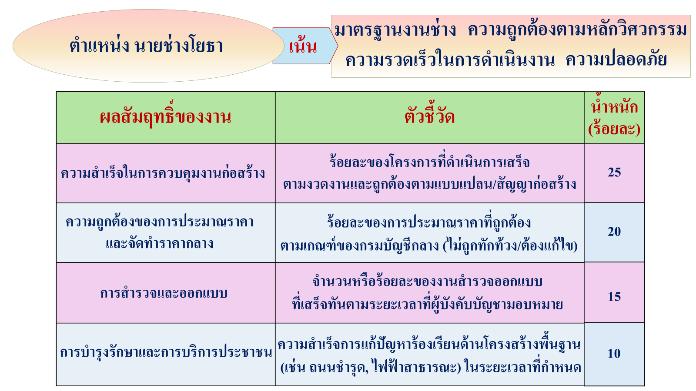 ตำแหน่ง นายช่างโยธา
เน้น
มาตรฐานงานช่าง ความถูกต้องตามหลักวิศวกรรม
ความรวดเร็วในการดำเนินงาน ความปลอดภัย
ผลสัมฤทธิ์ของงาน
ตัวชี้วัด
น้ำหนัก
(ร้อยละ)
ความสำเร็จในการควบคุมงานก่อสร้าง
ร้อยละของโครงการที่ดำเนินการเสร็จ
ตามงวดงานและถูกต้องตามแบบแปลน/สัญญาก่อสร้าง
25
ความถูกต้องของการประมาณราคา
และจัดทำราคากลาง
ร้อยละของการประมาณราคาที่ถูกต้อง
ตามเกณฑ์ของกรมบัญชีกลาง (ไม่ถูกทักท้วง/ต้องแก้ไข)
20
การสำรวจและออกแบบ
จำนวนหรือร้อยละของงานสำรวจออกแบบ
ที่เสร็จทันตามระยะเวลาที่ผู้บังคับบัญชามอบหมาย
15
การบำรุงรักษาและการบริการประชาชน
ความสำเร็จการแก้ปัญหาร้องเรียนด้านโครงสร้างพื้นฐาน
(เช่น ถนนชำรุด, ไฟฟ้าสาธารณะ) ในระยะเวลาที่กำหนด
10